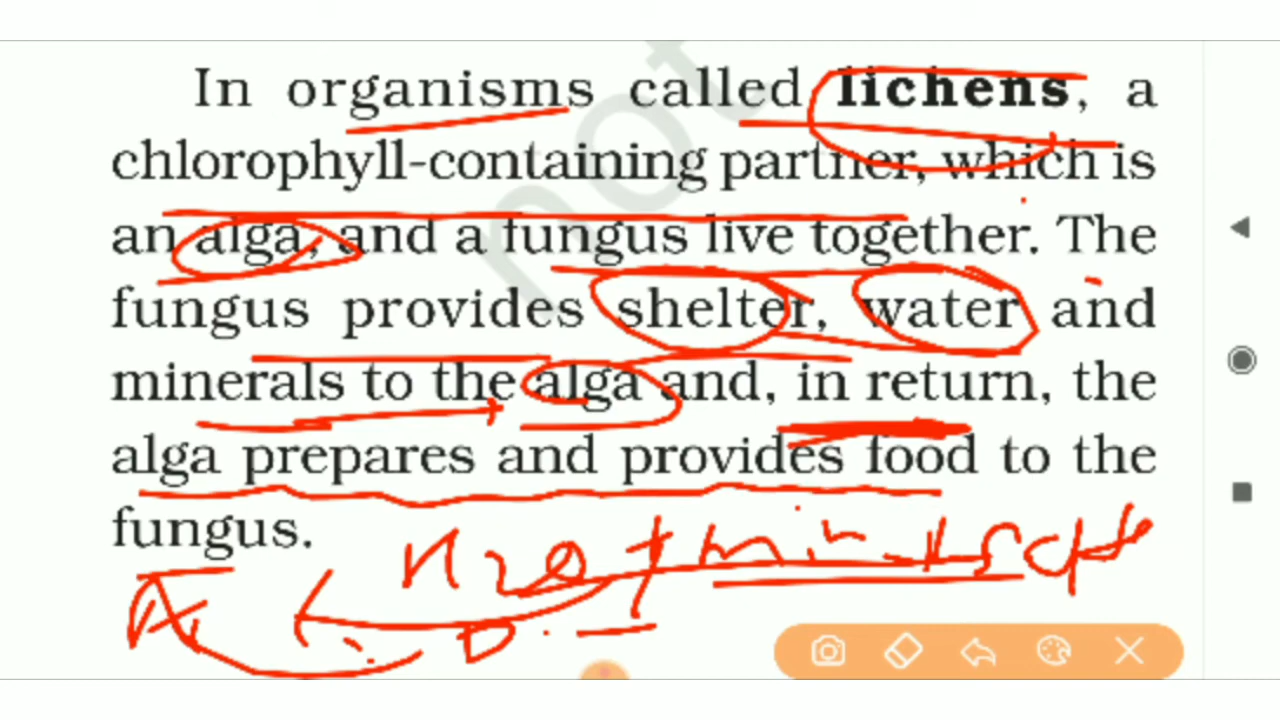 In organisms called lichens, a
chlorophyll-containing partner, which is
an alga, and a fungus live together. The
fungus provides shelter, water and
minerals to the alga and, in return, the
alga prepares and provides food to the
fungus.
not